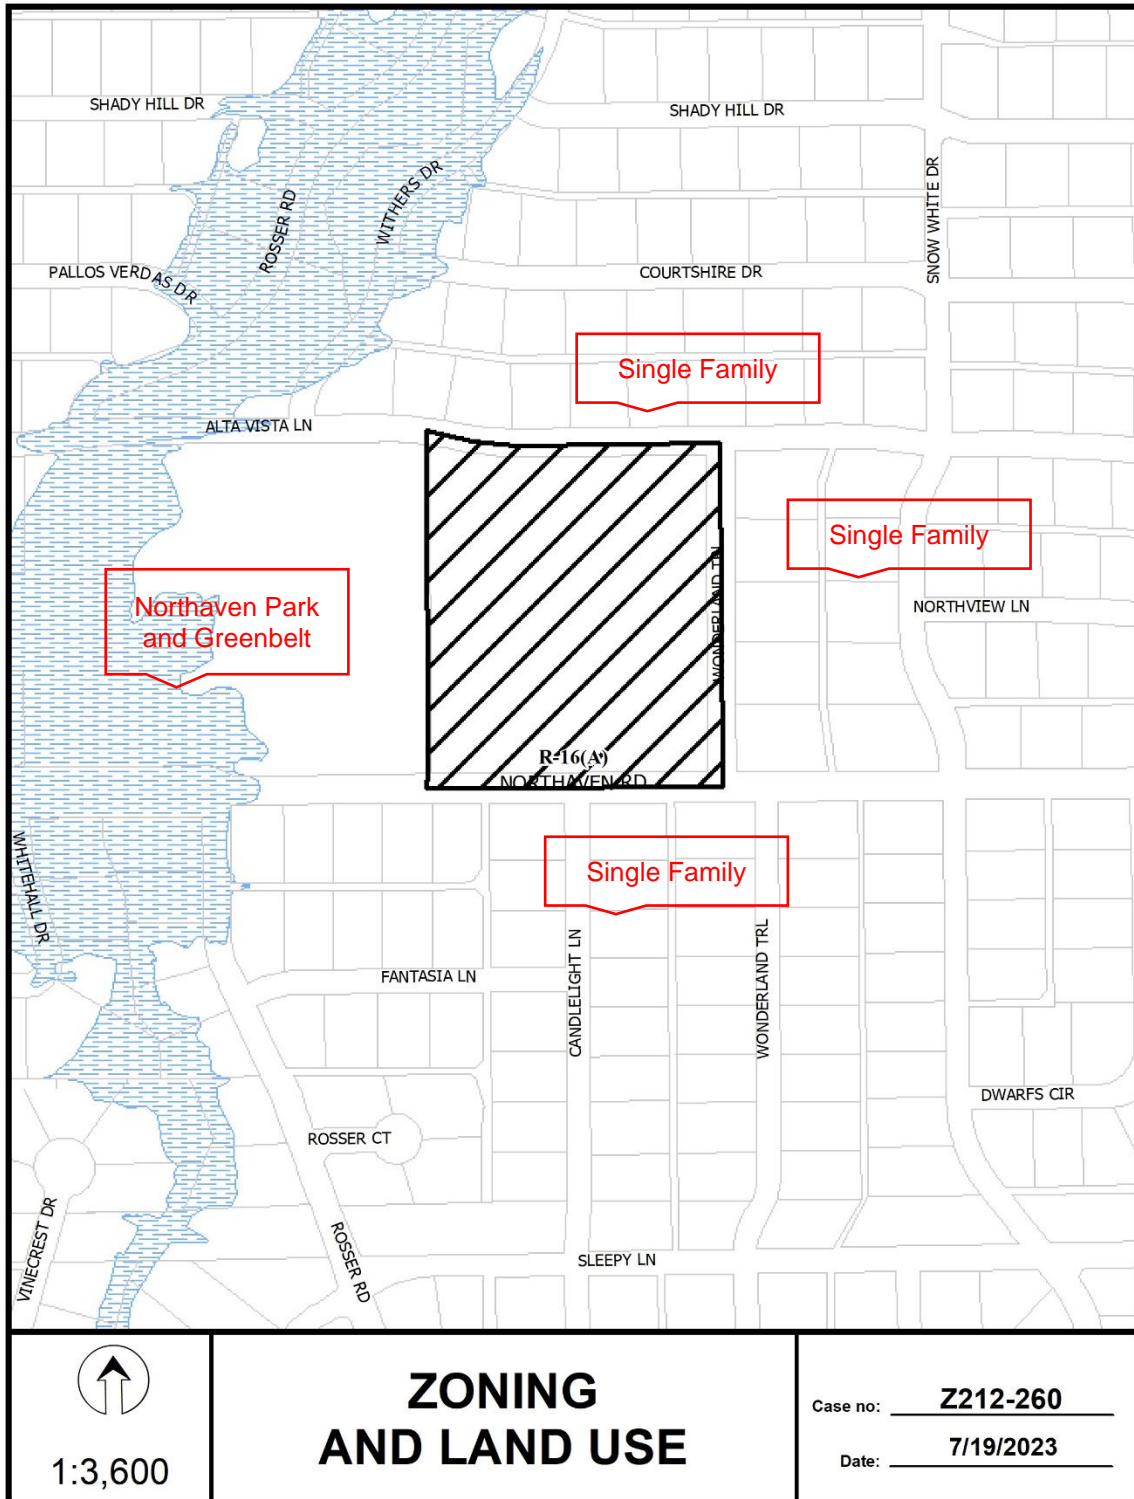 SHADY HILL DR
SHADY HILL DR
WITHERS DR
SNOW WHITE DR
ROSSER RD
PALLOS VERDAS DR
COURTSHIRE DR
Single Family
ALTA VISTA LN
Single Family
WONDERLAND TRL
Northaven Park
and Greenbelt
NORTHVIEW LN
R-16(A)
NORTHAVEN RD
WHITEHALL DR
Single Family
CANDLELIGHT LN
WONDERLAND TRL
FANTASIA LN
DWARFS CIR
ROSSER CT
VINECREST DR
ROSSER RD
SLEEPY LN
1:3,600
ZONING
AND LAND USE
Case no: Z212-260
Date: 7/19/2023